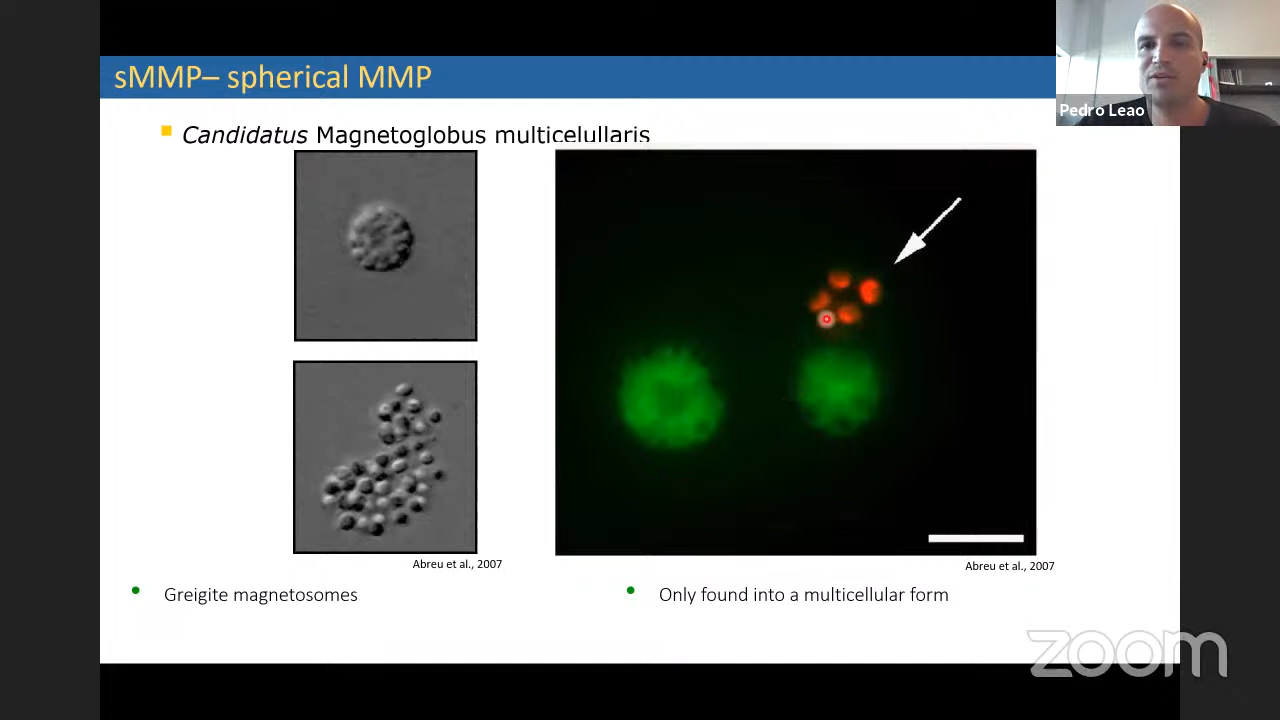 sMMP– spherical MMP
Pedro Leao
Candidatus Magnetoglobus multicelullaris
Abreu et al., 2007
Abreu et al., 2007
Greigite magnetosomes
Only found into a multicellular form
zoom